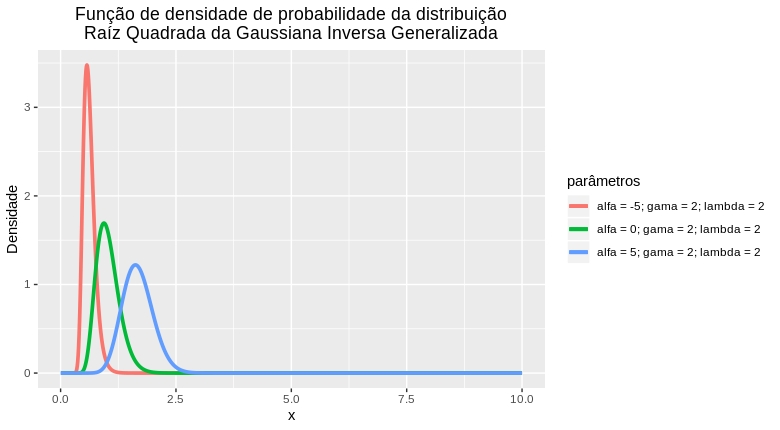 Função de densidade de probabilidade da distribuição
Raíz Quadrada da Gaussiana Inversa Generalizada
Densidade
3
2
1
0
0.0 2.5 5.0 7.5 10.0
x
parâmetros
alfa = -5; gama = 2; lambda = 2
alfa = 0; gama = 2; lambda = 2
alfa = 5; gama = 2; lambda = 2